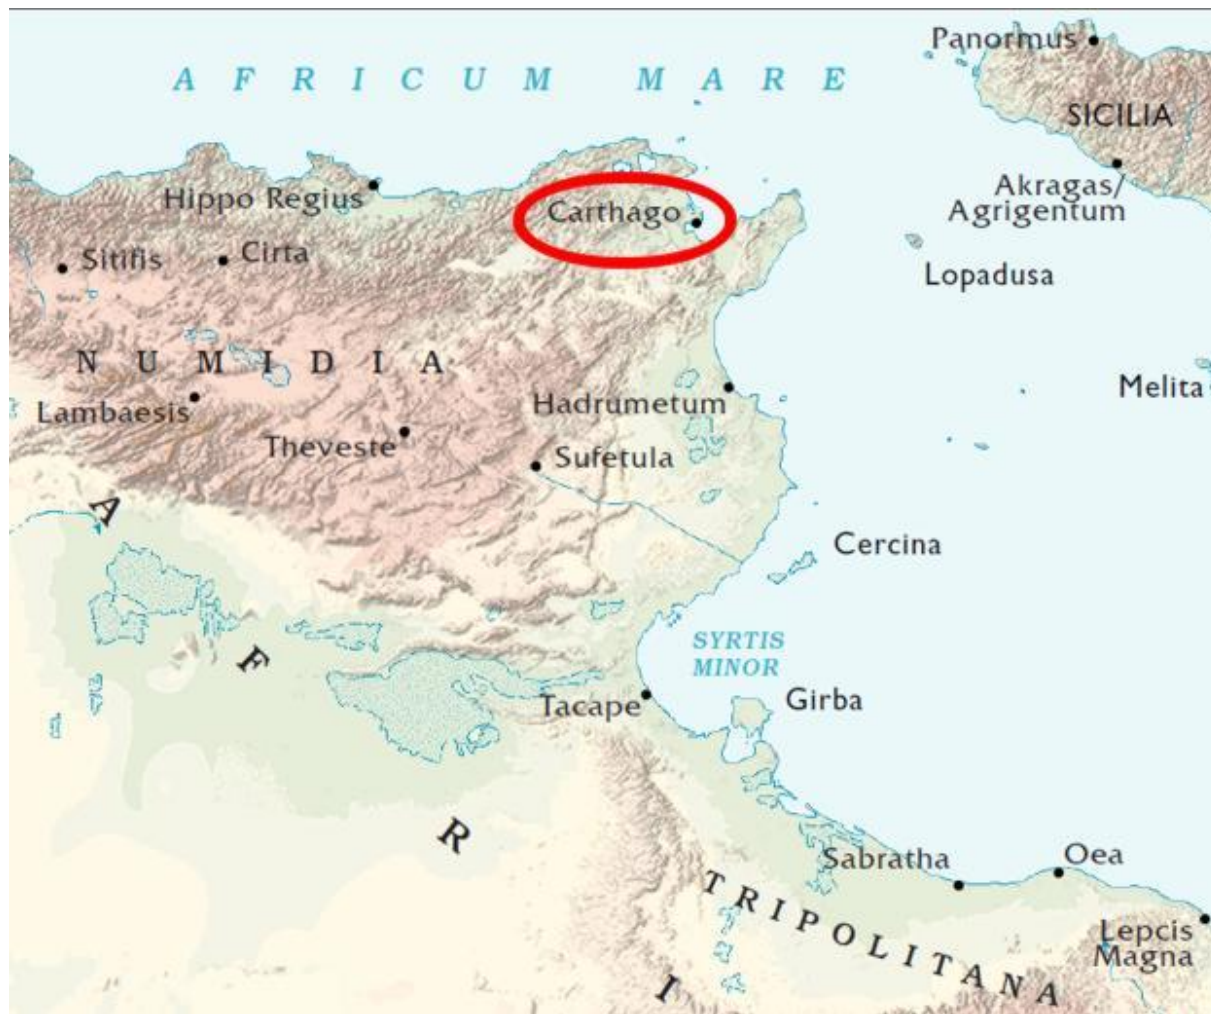 Panormus
AFRICUM MARE
SICILIA
Hippo Regius
Carthago
Akragas/
Agrigentum
Sitifis
Cirta
Lopadusa
NUMIDIA
Melita
Lambaesis
Hadrumetum
Theveste
Sufetula
Cercina
SYRTIS
MINOR
Tacape
Girba
AFRI
Sabratha
Oea
TRIPOLITANA
Lepcis
Magna